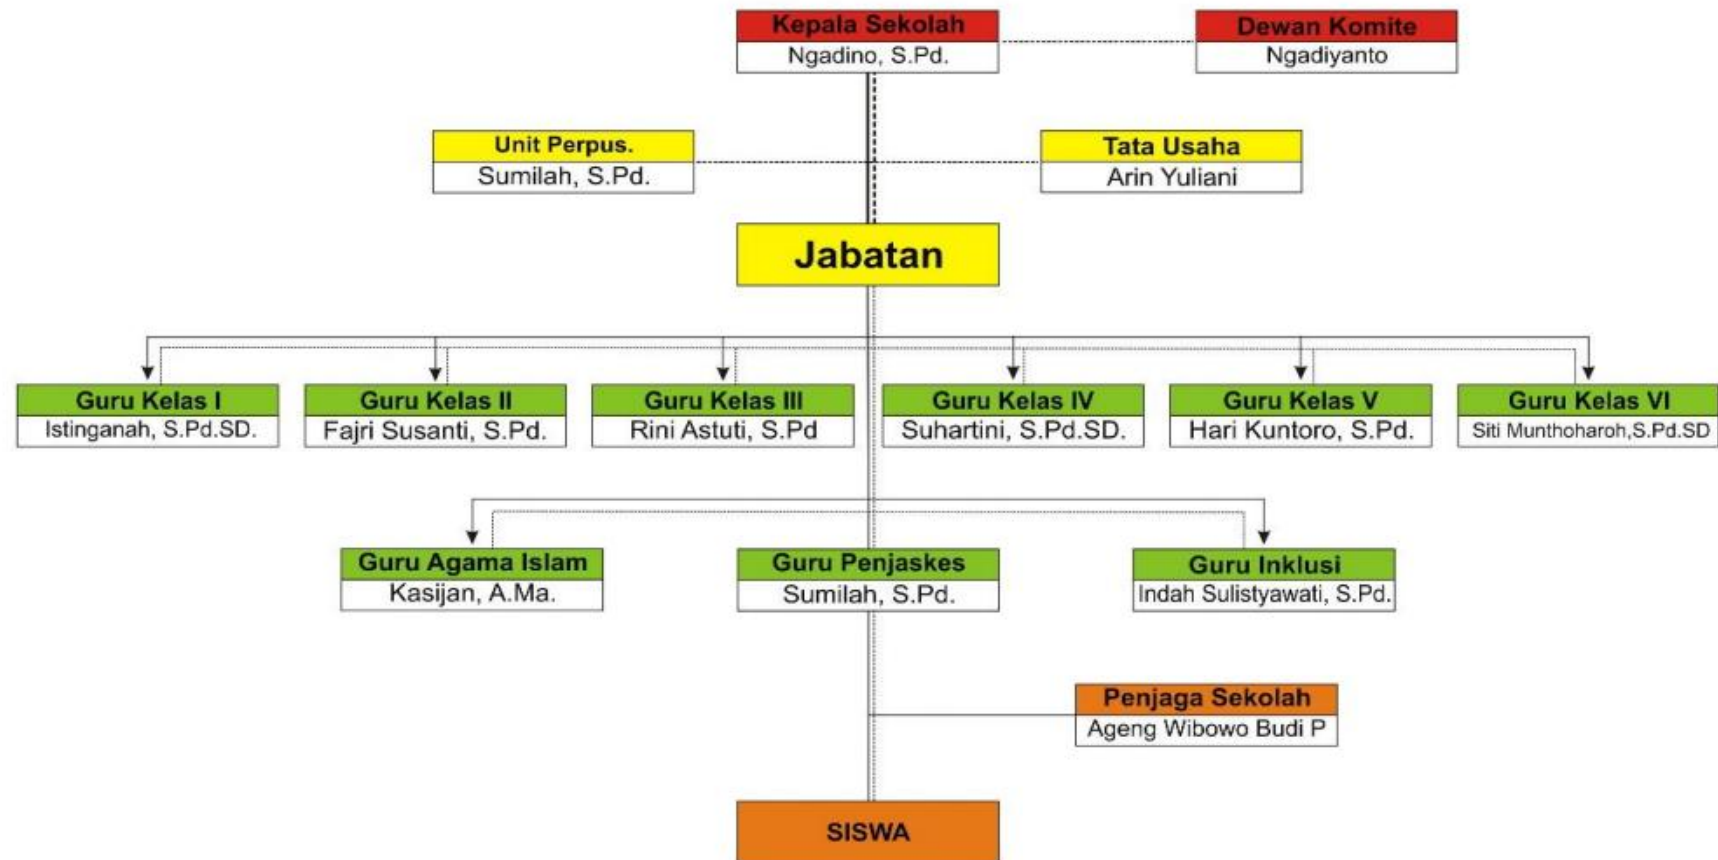 Kepala Sekolah
Ngadino, S.Pd.
Dewan Komite
Ngadiyanto
Unit Perpus.
Sumilah, S.Pd.
Tata Usaha
Arin Yuliani
Jabatan
Guru Kelas I
Istinganah, S.Pd.SD.
Guru Kelas II
Fajri Susanti, S.Pd.
Guru Kelas III
Rini Astuti, S.Pd
Guru Kelas IV
Suhartini, S.Pd.SD.
Guru Kelas V
Hari Kuntoro, S.Pd.
Guru Kelas VI
Siti Munthoharoh,S.Pd.SD
Guru Agama Islam
Kasijan, A.Ma.
Guru Penjaskes
Sumilah, S.Pd.
Guru Inklusi
Indah Sulistyawati, S.Pd.
Penjaga Sekolah
Ageng Wibowo Budi P
SISWA